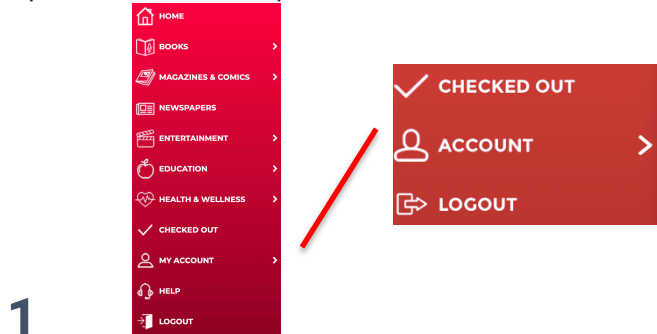 HOME
BOOKS
MAGAZINES & COMICS
NEWSPAPERS
ENTERTAINMENT
EDUCATION
HEALTH & WELLNESS
CHECKED OUT
MY ACCOUNT
HELP
LOGOUT
CHECKED OUT
ACCOUNT
LOGOUT
1